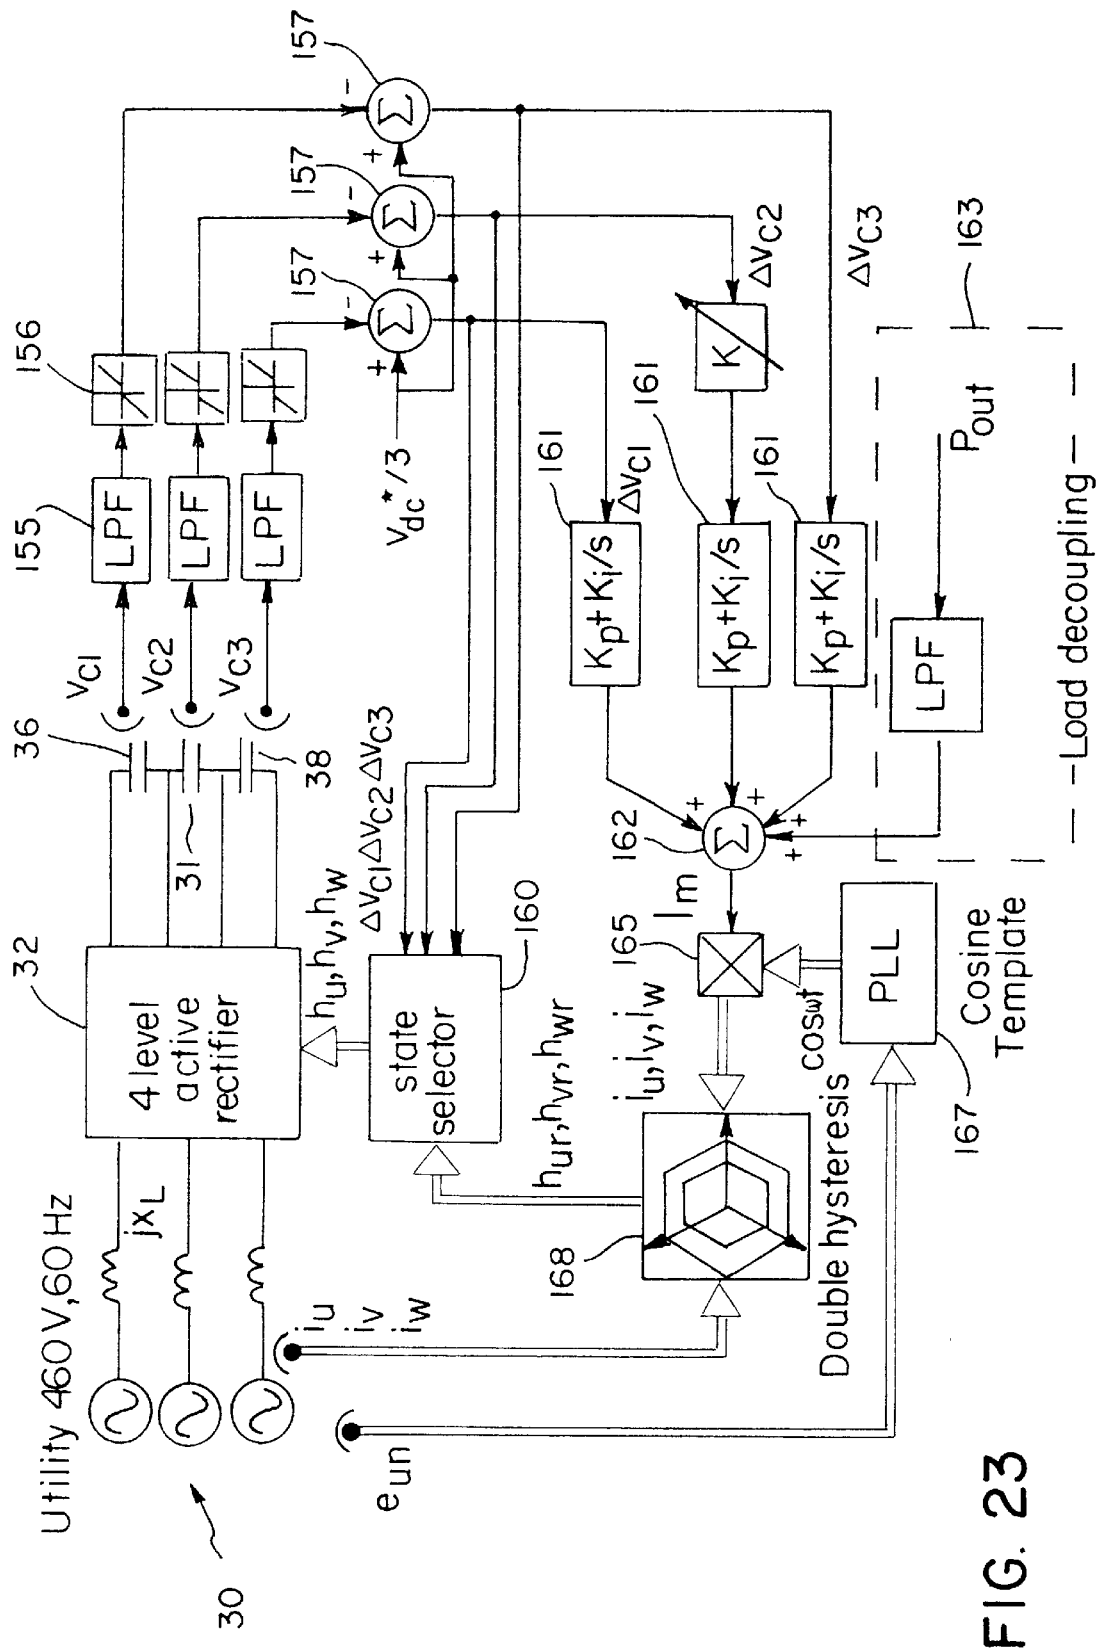 Utility 460V,60Hz
jxL
30
32
4 level
active
rectifier
36
31
38
vC1
vC2
vC3
155
LPF
LPF
LPF
156
157
157
157
-
-
-
+
+
+
Vdc*/3
hu,hv,hw
ΔvC1 ΔvC2 ΔvC3
state
selector
160
hur,hvr,hwr
iu
iv
iw
eun
168
Double hysteresis
iu,iv,iw
165
Im
162
Σ
Σ
Σ
Σ
+
+
+
+
cosωt
PLL
167
Cosine
Template
161
Kp+Ki/s
ΔvC1
161
Kp+Ki/s
K
ΔvC2
161
Kp+Ki/s
ΔvC3
163
LPF
Pout
Load decoupling
FIG. 23